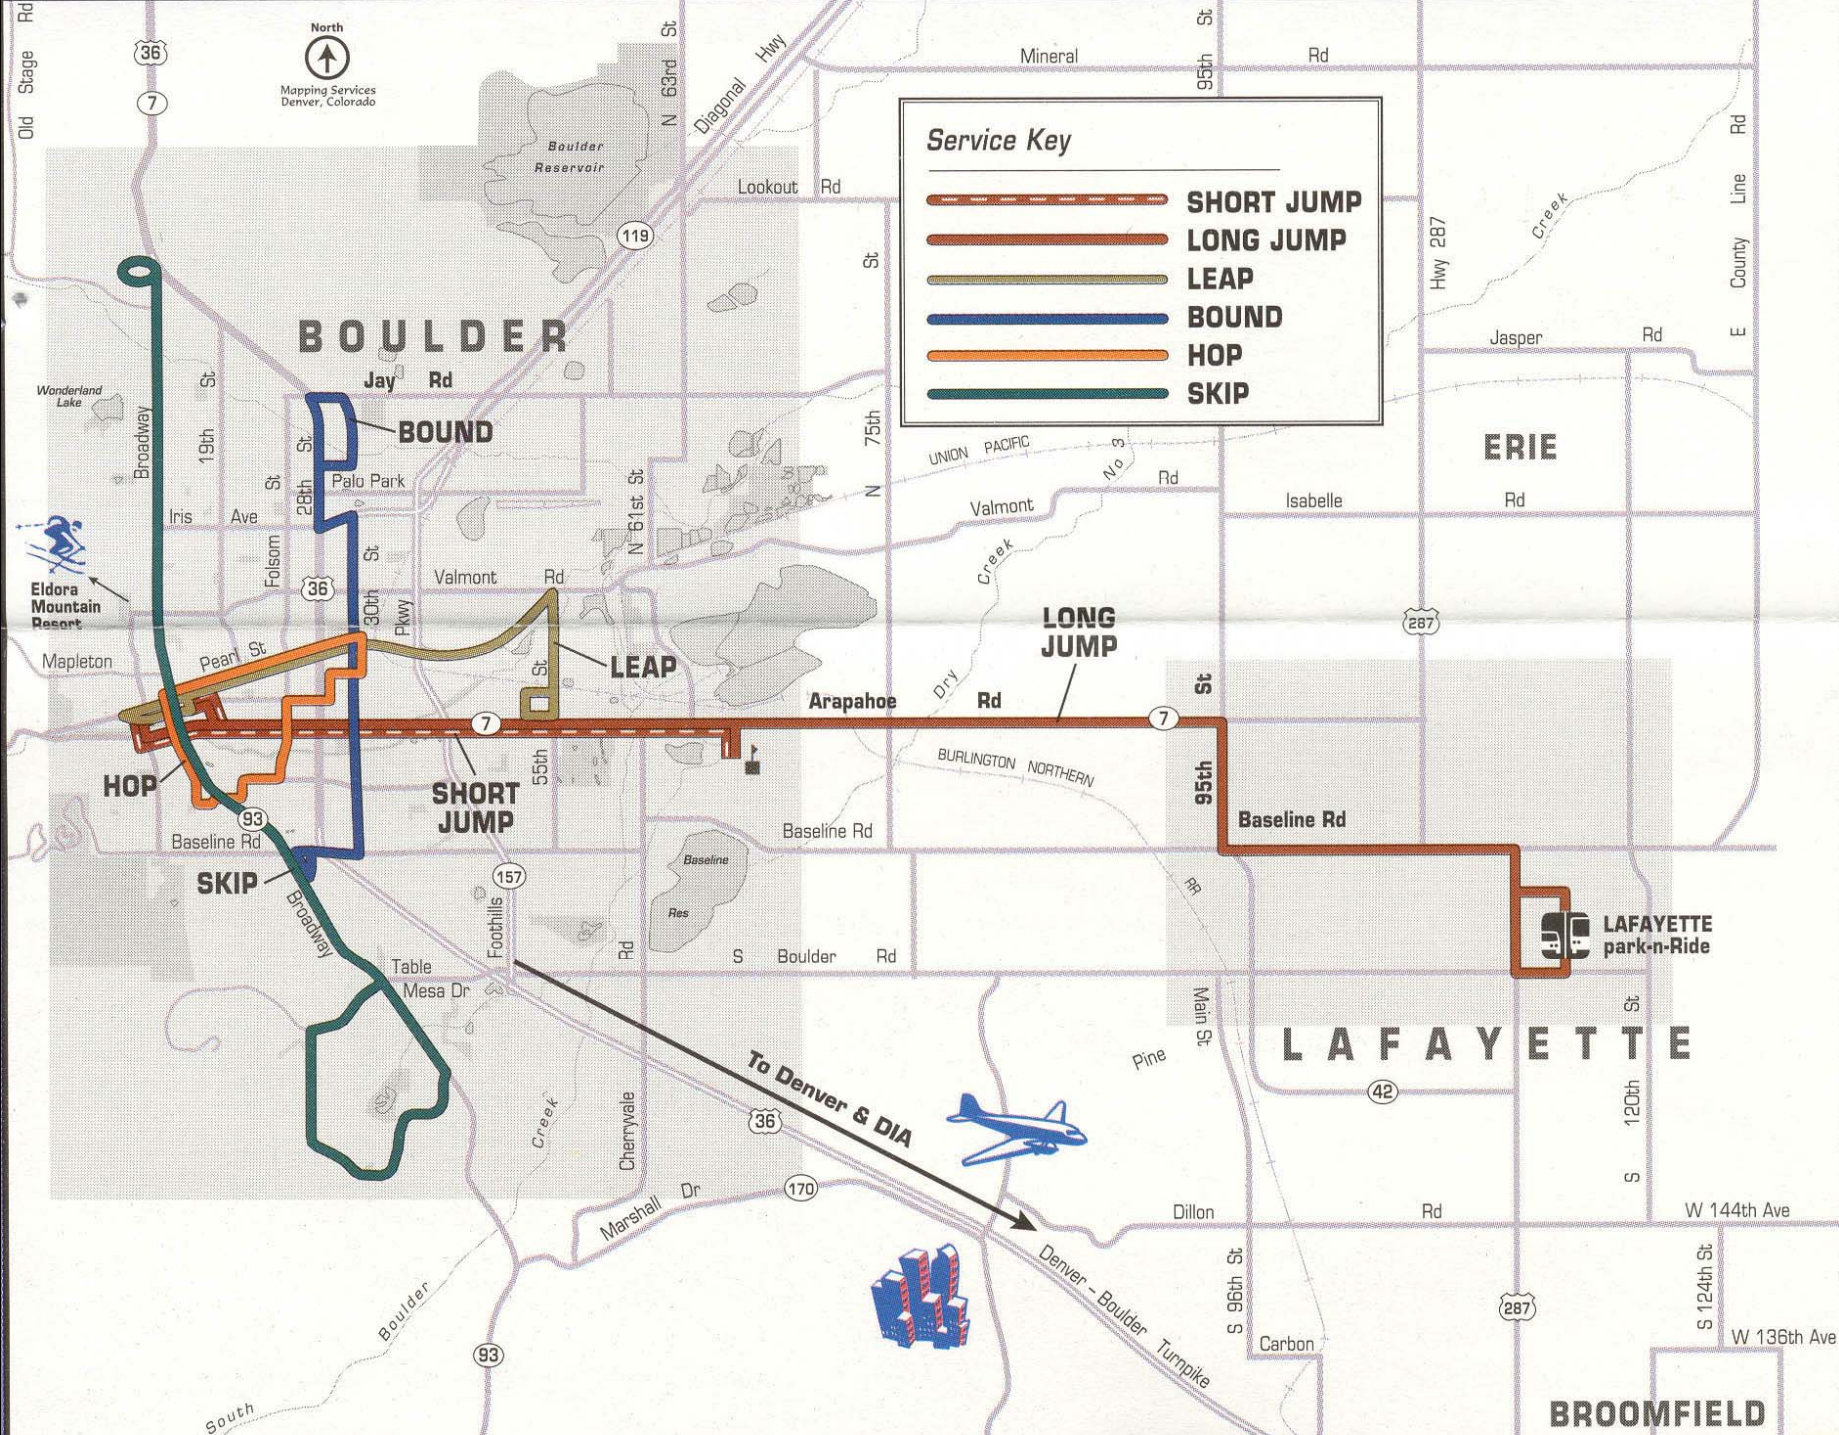 North
Mapping Services
Denver, Colorado
Old Stage Rd
36
7
N 63rd St
Diagonal Hwy
Mineral Rd
95th St
Boulder
Reservoir
119
Lookout Rd
Service Key
SHORT JUMP
LONG JUMP
LEAP
BOUND
HOP
SKIP
Hwy 287
Creek
E County Line Rd
BOULDER
Jay Rd
Wonderland
Lake
Broadway
19th St
BOUND
28th St
Palo Park
Iris Ave
Folsom St
36
30th St
Pkwy
Valmont Rd
N 61st St
N 75th St
UNION PACIFIC
No 3
Valmont Rd
Dry Creek
Jasper Rd
ERIE
Isabelle Rd
287
Eldora
Mountain
Resort
Mapleton
Pearl St
LEAP
LONG
JUMP
Arapahoe Rd
7
7
95th St
HOP
SHORT
JUMP
55th St
BURLINGTON NORTHERN
RR
93
Baseline Rd
Baseline Rd
Baseline Rd
SKIP
Broadway
157
Foothills
Baseline
Res
LAFAYETTE
park-n-Ride
Table
Mesa Dr
S Boulder Rd
Cherryvale Rd
Main St
LAFAYETTE
Pine
42
S 120th St
To Denver & DIA
36
170
Marshall Dr
Dillon Rd
W 144th Ave
Denver - Boulder Turnpike
S 96th St
Carbon
287
S 124th St
W 136th Ave
93
South Boulder Creek
BROOMFIELD